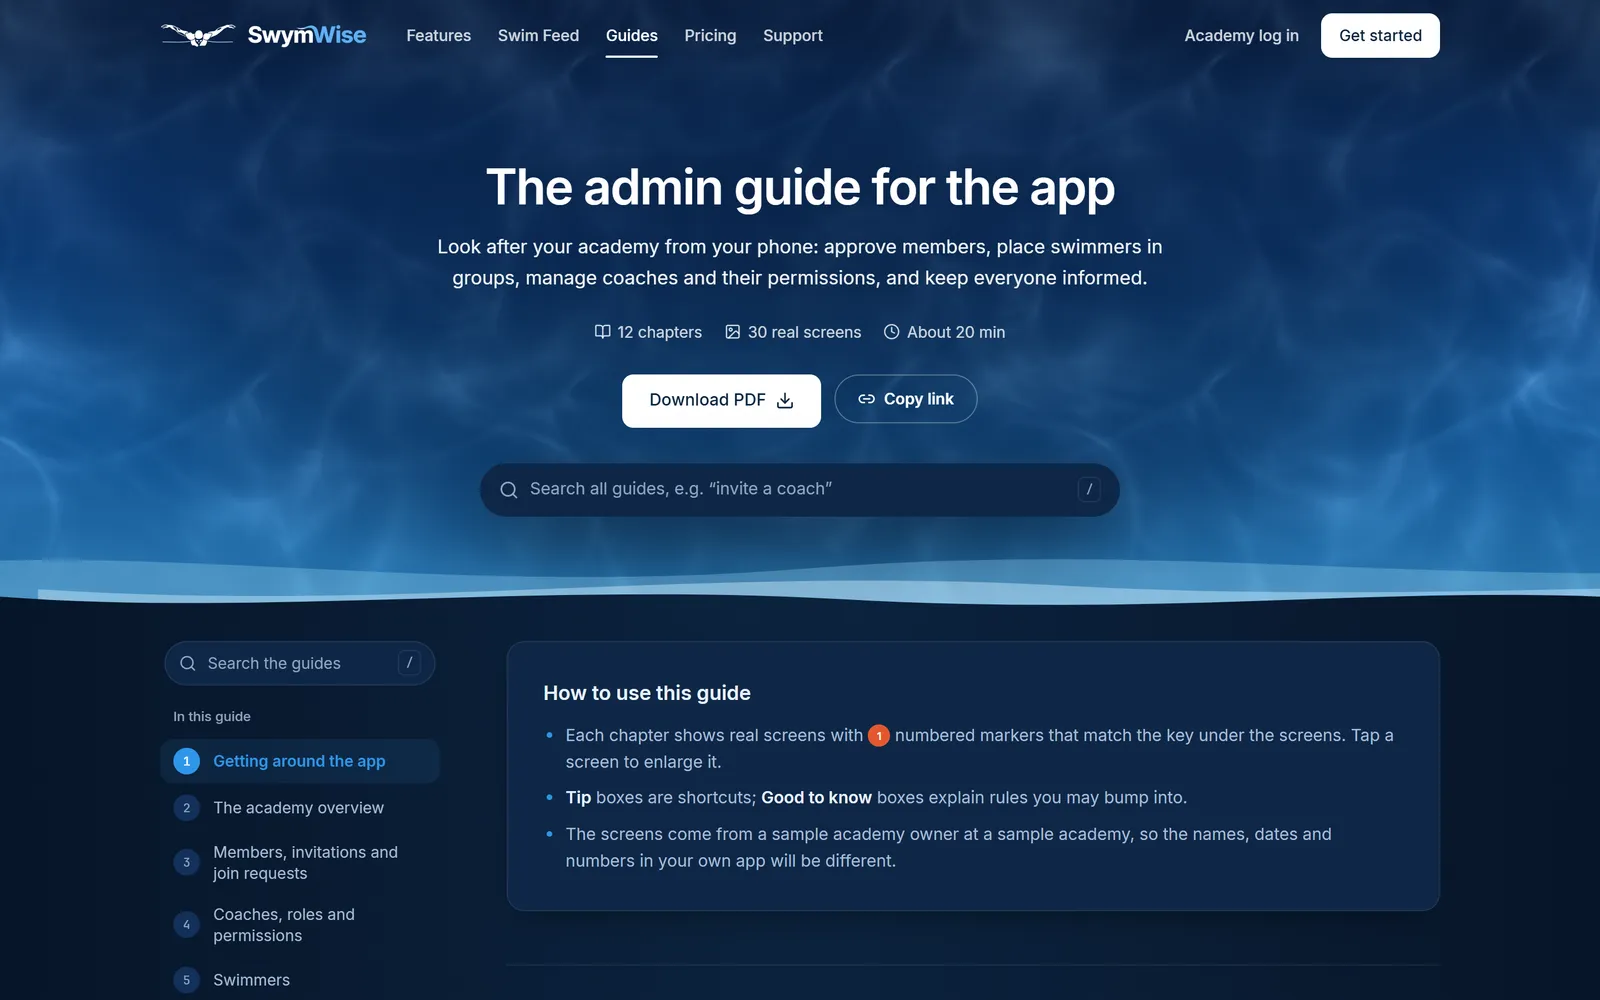 SwymWise
Features
Swim Feed
Guides
Pricing
Support
Academy log in
Get started
The admin guide for the app
Look after your academy from your phone: approve members, place swimmers in
groups, manage coaches and their permissions, and keep everyone informed.
12 chapters
30 real screens
About 20 min
Download PDF
Copy link
Search all guides, e.g. “invite a coach”
/
Search the guides
/
In this guide
1 Getting around the app
2 The academy overview
3 Members, invitations and
join requests
4 Coaches, roles and
permissions
5 Swimmers
How to use this guide
• Each chapter shows real screens with 1 numbered markers that match the key under the screens. Tap a
screen to enlarge it.
• Tip boxes are shortcuts; Good to know boxes explain rules you may bump into.
• The screens come from a sample academy owner at a sample academy, so the names, dates and
numbers in your own app will be different.